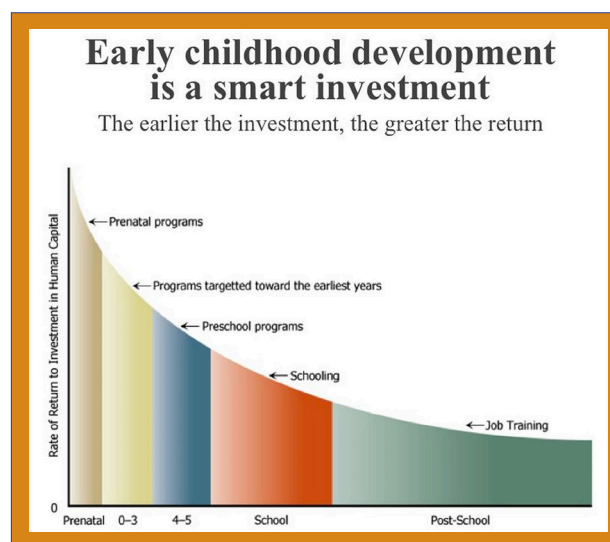 Early childhood development
is a smart investment
The earlier the investment, the greater the return
Rate of Return to Investment in Human Capital
Prenatal programs
Programs targetted toward the earliest years
Preschool programs
Schooling
Job Training
0
Prenatal 0–3 4–5 School Post-School